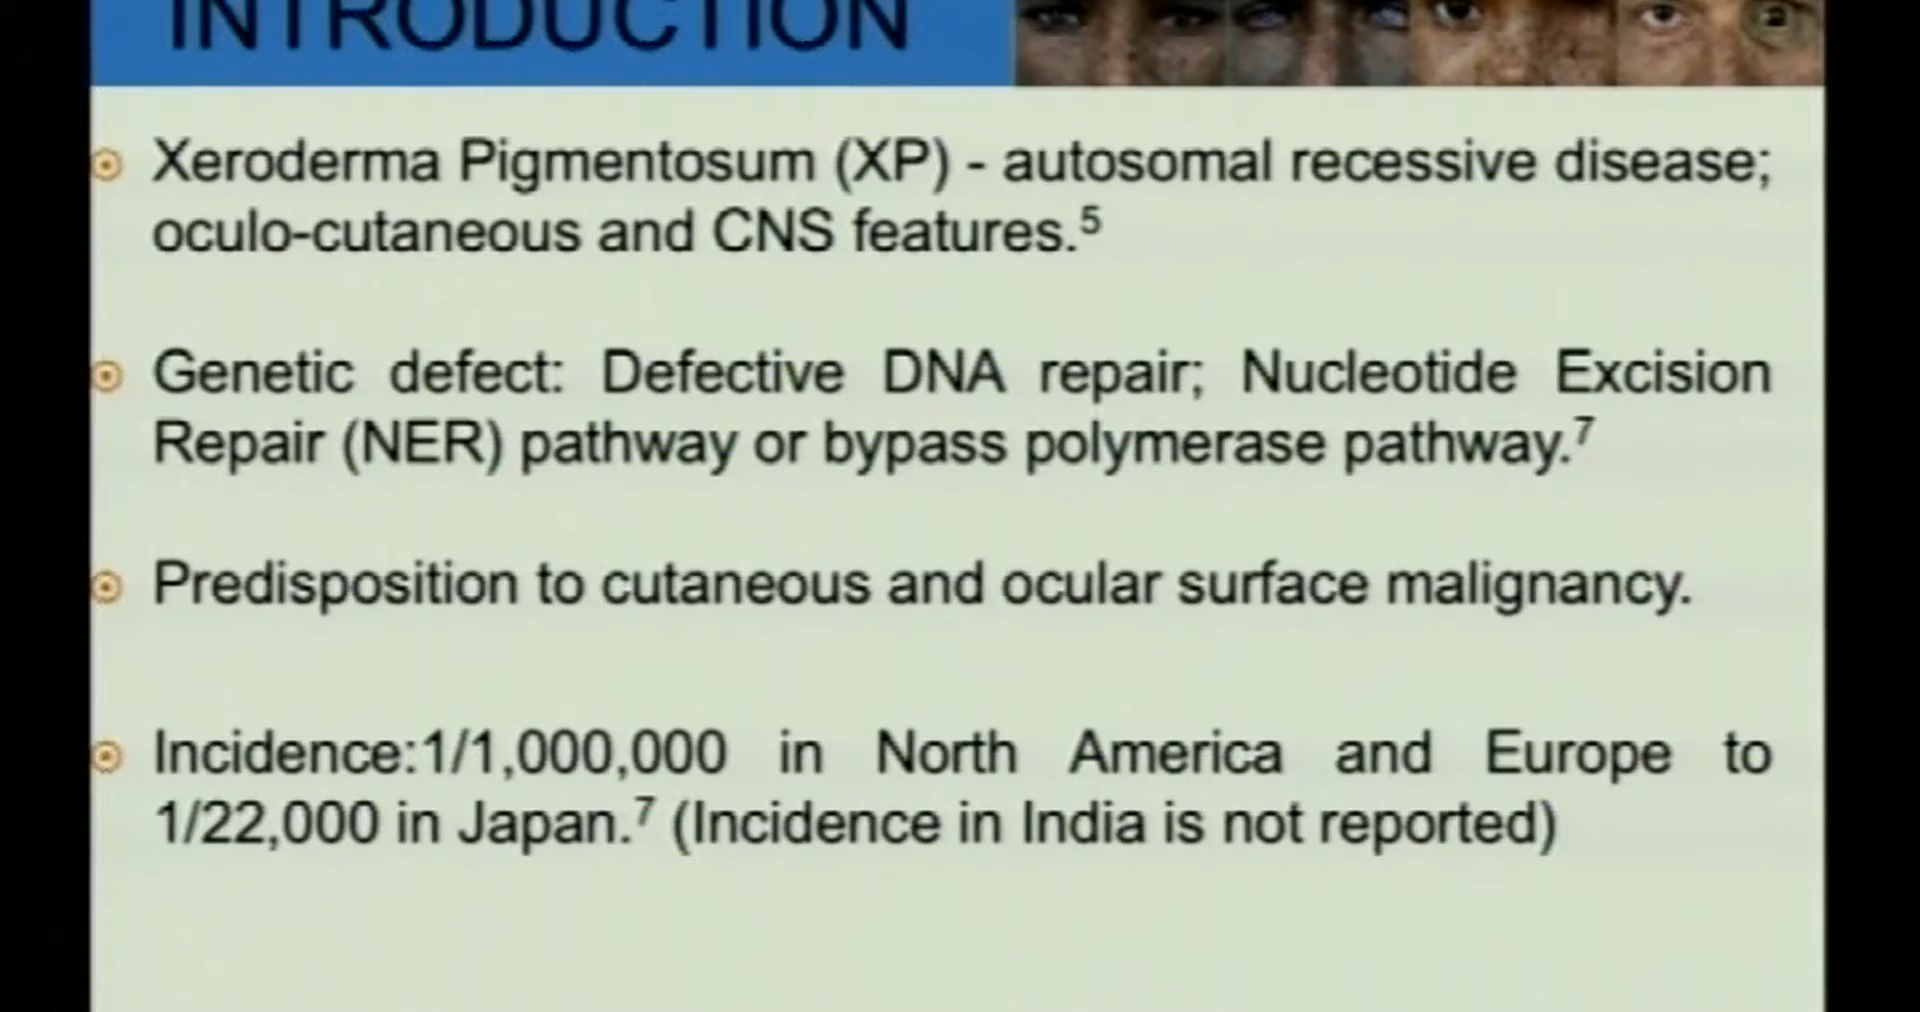 INTRODUCTION
Xeroderma Pigmentosum (XP) - autosomal recessive disease;
oculo-cutaneous and CNS features.⁵
Genetic defect: Defective DNA repair; Nucleotide Excision
Repair (NER) pathway or bypass polymerase pathway.⁷
Predisposition to cutaneous and ocular surface malignancy.
Incidence:1/1,000,000 in North America and Europe to
1/22,000 in Japan.⁷ (Incidence in India is not reported)